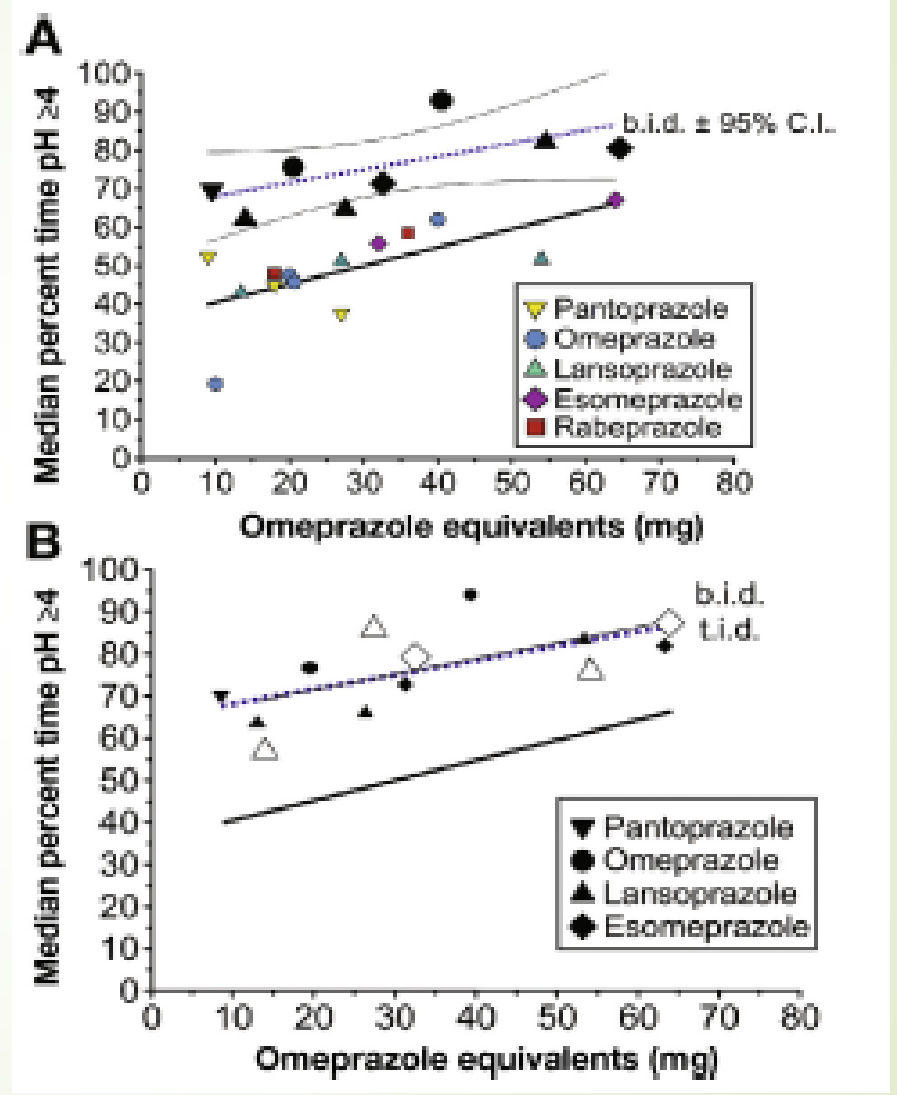 A
Median percent time pH ≥4
100
90
80
70
60
50
40
30
20
10
0
b.i.d. ± 95% C.I..
Pantoprazole
Omeprazole
Lansoprazole
Esomeprazole
Rabeprazole
0 10 20 30 40 50 60 70 80
Omeprazole equivalents (mg)
B
Median percent time pH ≥4
100
90
80
70
60
50
40
30
20
10
0
b.i.d.
t.i.d.
Pantoprazole
Omeprazole
Lansoprazole
Esomeprazole
0 10 20 30 40 50 60 70 80
Omeprazole equivalents (mg)